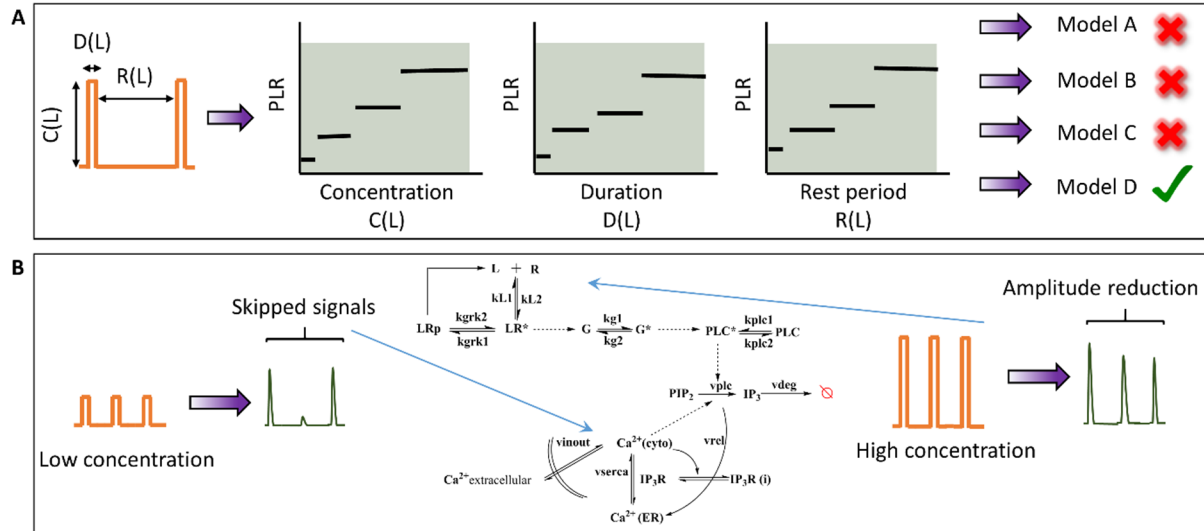 A
D(L)
R(L)
C(L)
PLR
Concentration
C(L)
PLR
Duration
D(L)
PLR
Rest period
R(L)
Model A
Model B
Model C
Model D
B
Skipped signals
Low concentration
L + R
kL1 kL2
LRp kgrk2 LR* G kg1 G* PLC* kplc1 PLC
kgrk1 kg2 kplc2
PIP2 vplc IP3 vdeg
vinout Ca2+(cyto) vrel
Ca2+extracellular vserca IP3R IP3R (i)
Ca2+(ER)
High concentration
Amplitude reduction